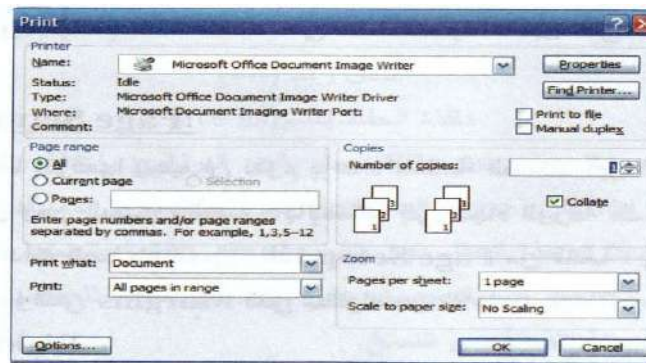 Print
Printer
Name: Microsoft Office Document Image Writer
Properties
Status: Idle
Find Printer...
Type: Microsoft Office Document Image Writer Driver
Where: Microsoft Document Imaging Writer Port:
Print to file
Comment:
Manual duplex
Page range
All
Current page
Selection
Pages:
Enter page numbers and/or page ranges
separated by commas. For example, 1,3,5–12
Copies
Number of copies: 1
Collate
Print what: Document
Print: All pages in range
Zoom
Pages per sheet: 1 page
Scale to paper size: No Scaling
Options...
OK
Cancel